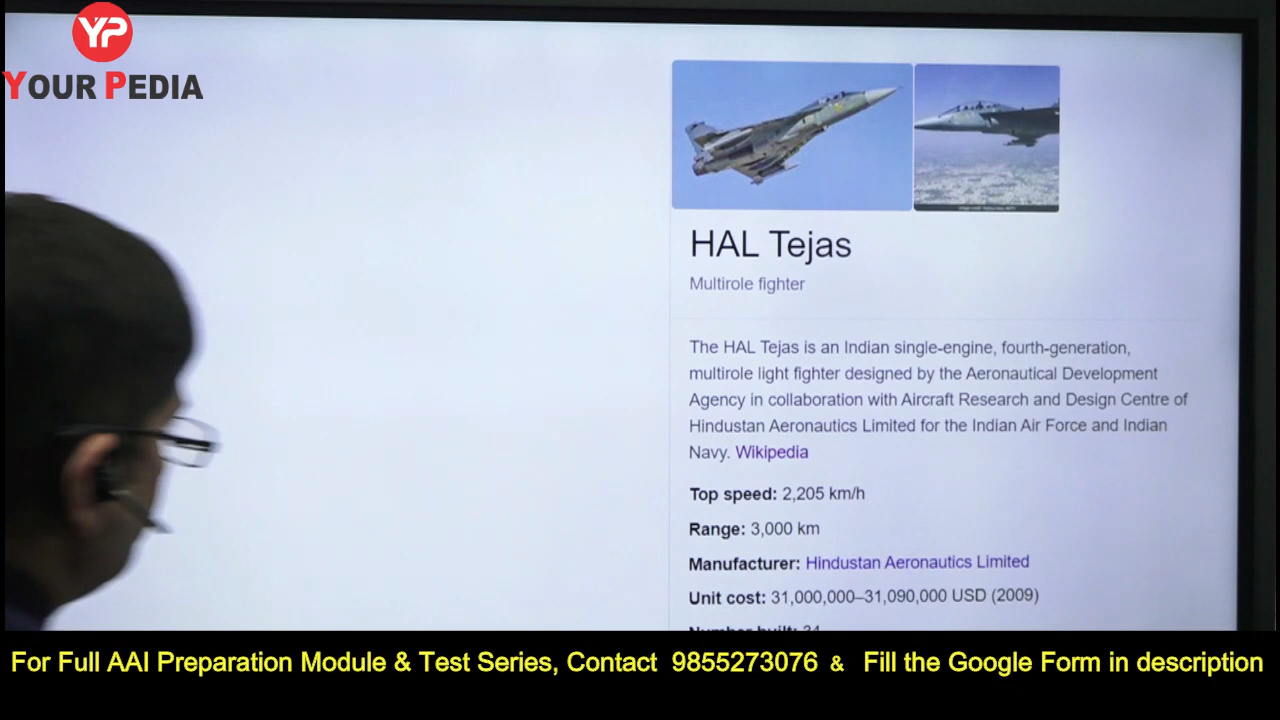 YP
YOUR PEDIA
HAL Tejas
Multirole fighter
The HAL Tejas is an Indian single-engine, fourth-generation,
multirole light fighter designed by the Aeronautical Development
Agency in collaboration with Aircraft Research and Design Centre of
Hindustan Aeronautics Limited for the Indian Air Force and Indian
Navy. Wikipedia
Top speed: 2,205 km/h
Range: 3,000 km
Manufacturer: Hindustan Aeronautics Limited
Unit cost: 31,000,000–31,090,000 USD (2009)
Number built:
For Full AAI Preparation Module & Test Series, Contact 9855273076 & Fill the Google Form in description